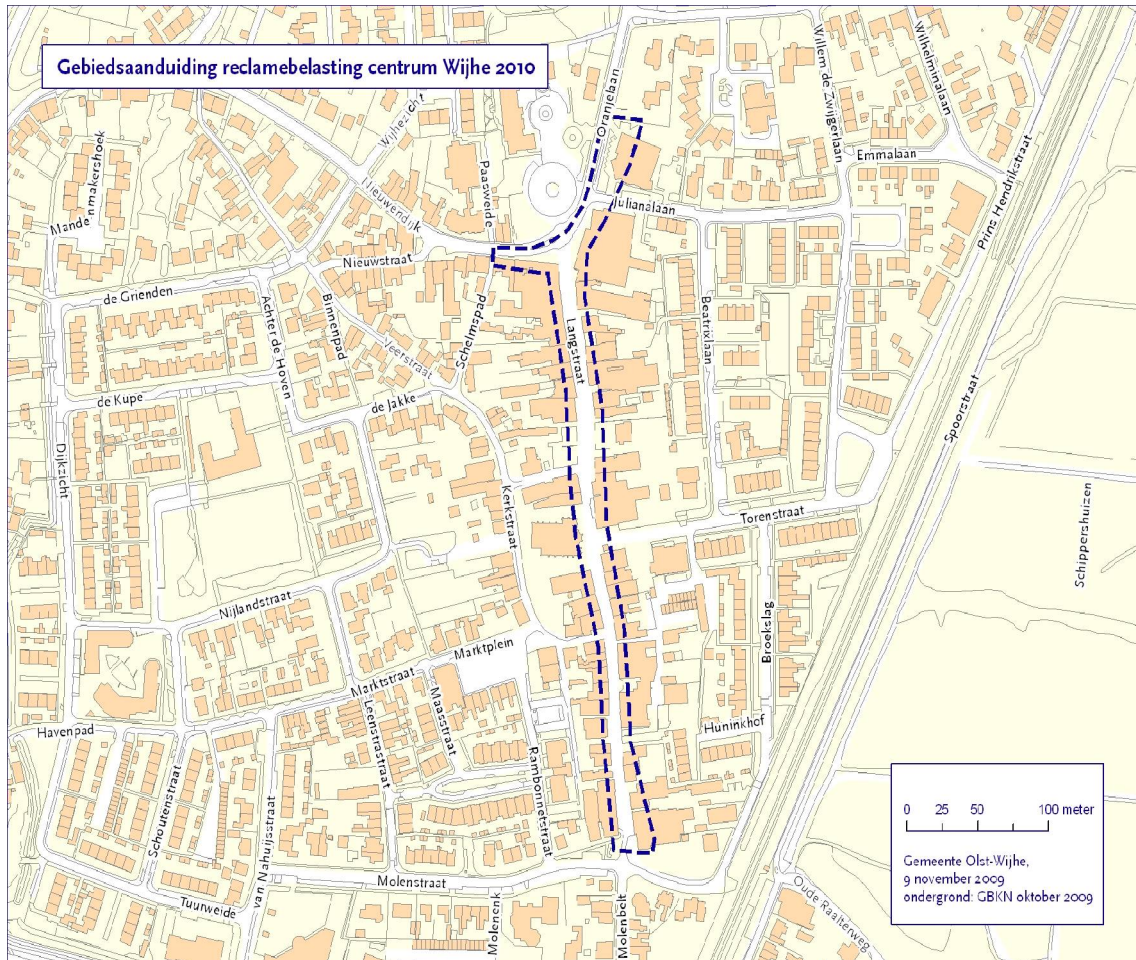 Gebiedsaanduiding reclamebelasting centrum Wijhe 2010
Oranjelaan
Willem de Zwijgerlaan
Wilhelminalaan
Wijhezicht
Emmalaan
Mandenmakershoek
Paasweide
Nieuwendijk
Julianalaan
Prins Hendrikstraat
Nieuwstraat
de Grienden
Binnenpad
Schelmspad
Achter de Hoven
Veerstraat
Langstraat
Beatrixlaan
de Kupe
de Jakke
Spoorstraat
Dijkzicht
Kerkstraat
Torenstraat
Schippershuizen
Nijlandstraat
Broekslag
Marktplein
Marktstraat
Maasstraat
Leenstrastraat
Havenpad
Huninkhof
Rambonnetstraat
Schoutenstraat
van Nahuijsstraat
0 25 50 100 meter
Gemeente Olst-Wijhe,
9 november 2009
ondergrond: GBKN oktober 2009
Molenstraat
Tuurweide
Molenenk
Molenbelt
Oude Raalterweg